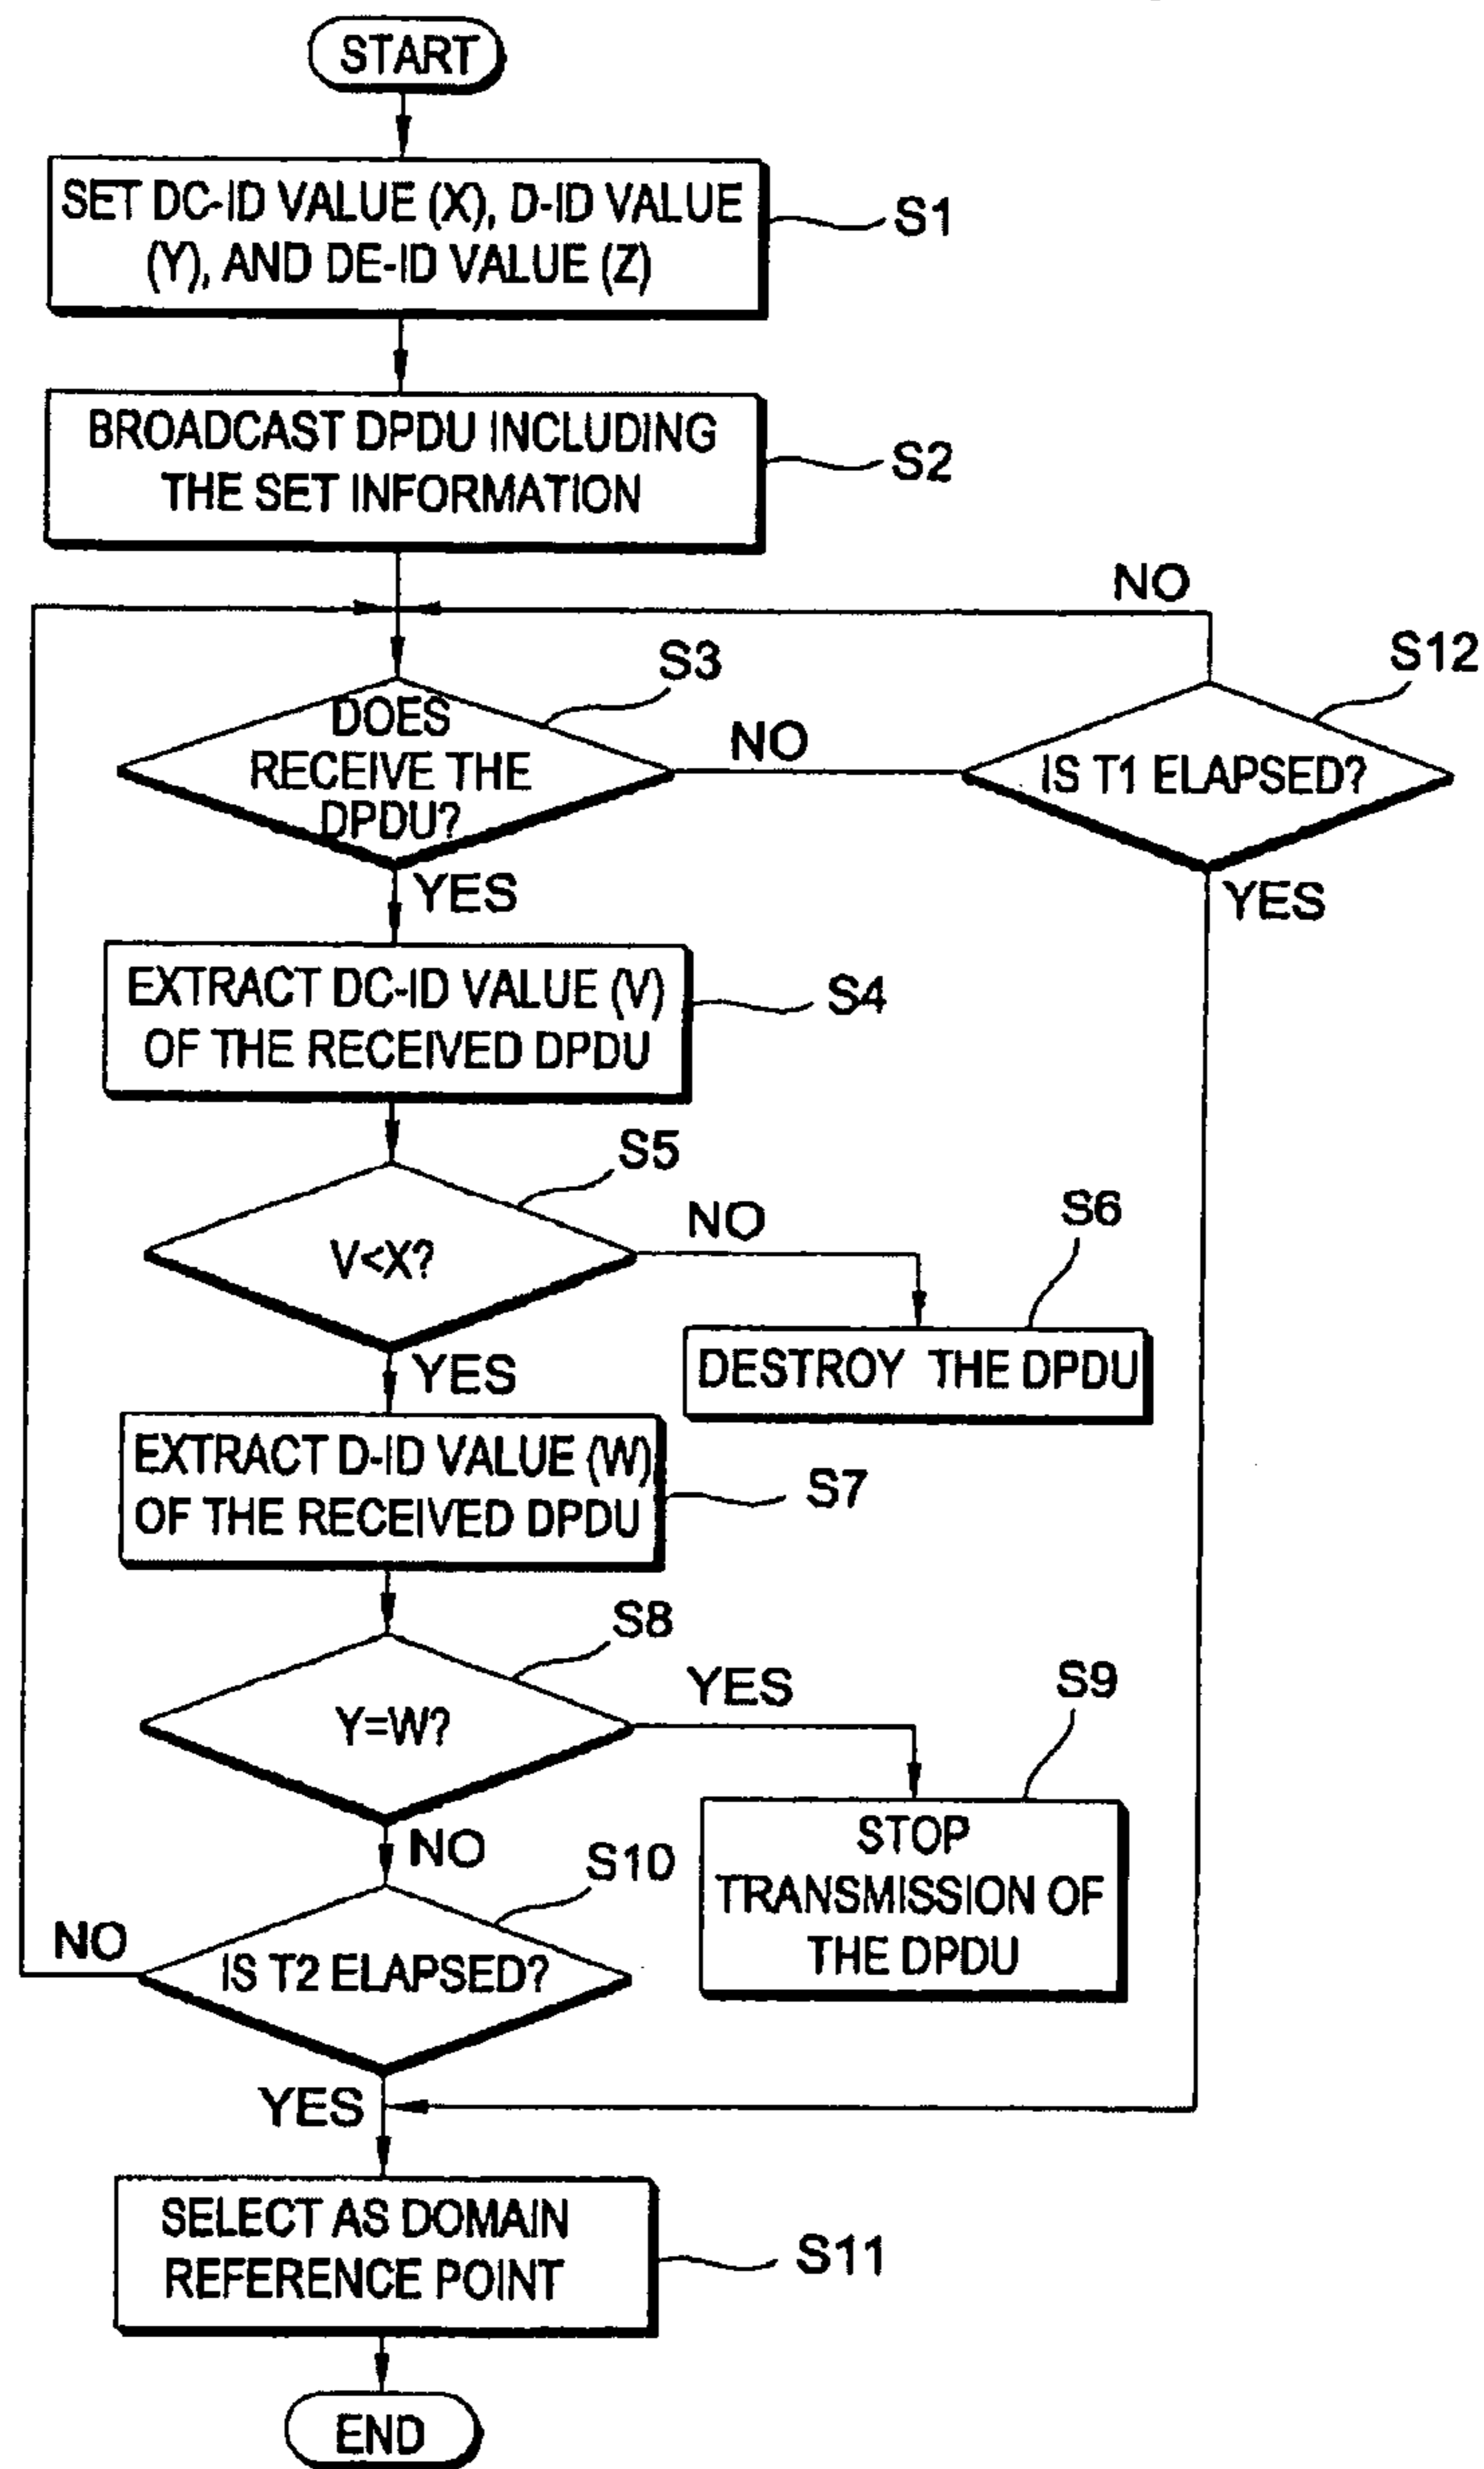 START
SET DC-ID VALUE (X), D-ID VALUE
(Y), AND DE-ID VALUE (Z)
S1
BROADCAST DPDU INCLUDING
THE SET INFORMATION
S2
NO
S12
S3
DOES
RECEIVE THE
DPDU?
NO
IS T1 ELAPSED?
YES
YES
EXTRACT DC-ID VALUE (V)
OF THE RECEIVED DPDU
S4
S5
V<X?
NO
S6
DESTROY THE DPDU
YES
EXTRACT D-ID VALUE (W)
OF THE RECEIVED DPDU
S7
S8
Y=W?
YES
S9
STOP
TRANSMISSION OF
THE DPDU
NO
S10
NO
IS T2 ELAPSED?
YES
SELECT AS DOMAIN
REFERENCE POINT
S11
END